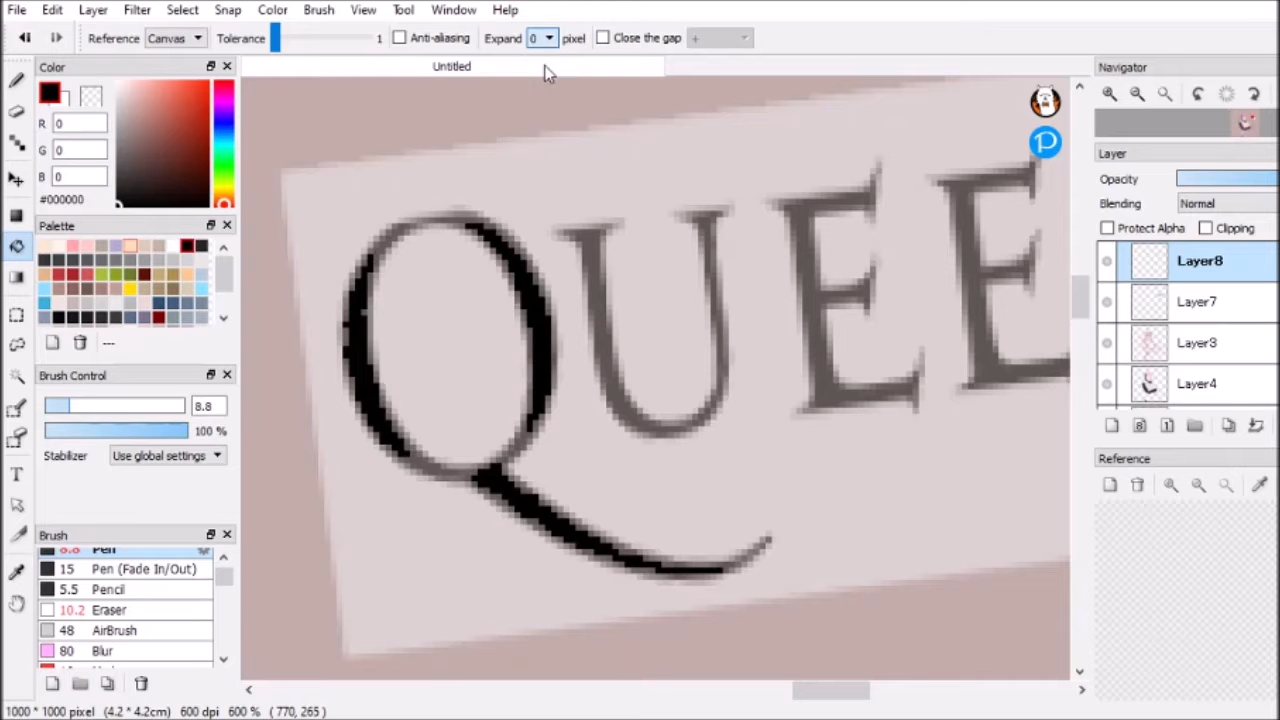 File Edit Layer Filter Select Snap Color Brush View Tool Window Help
Reference Canvas Tolerance 1 Anti-aliasing Expand 0 pixel Close the gap +
Color
Untitled
Navigator
R 0
G 0
B 0
#000000
Palette
Layer
Opacity
Blending Normal
Protect Alpha Clipping
Layer8
Layer7
Layer3
Layer4
QUEE
---
Brush Control
8.8
100 %
Stabilizer Use global settings
Reference
Brush
8.8 Pen
15 Pen (Fade In/Out)
5.5 Pencil
10.2 Eraser
48 AirBrush
80 Blur
1000 * 1000 pixel (4.2 * 4.2cm) 600 dpi 600 % ( 770, 265 )